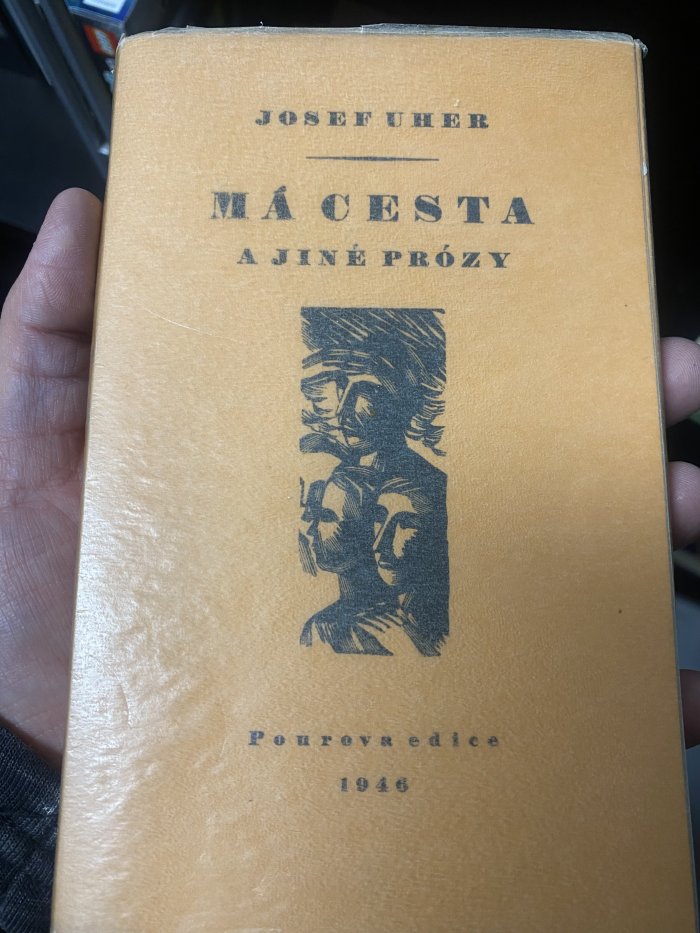 JOSEF UHER
MÁ CESTA
A JINÉ PRÓZY
Pourova edice
1946